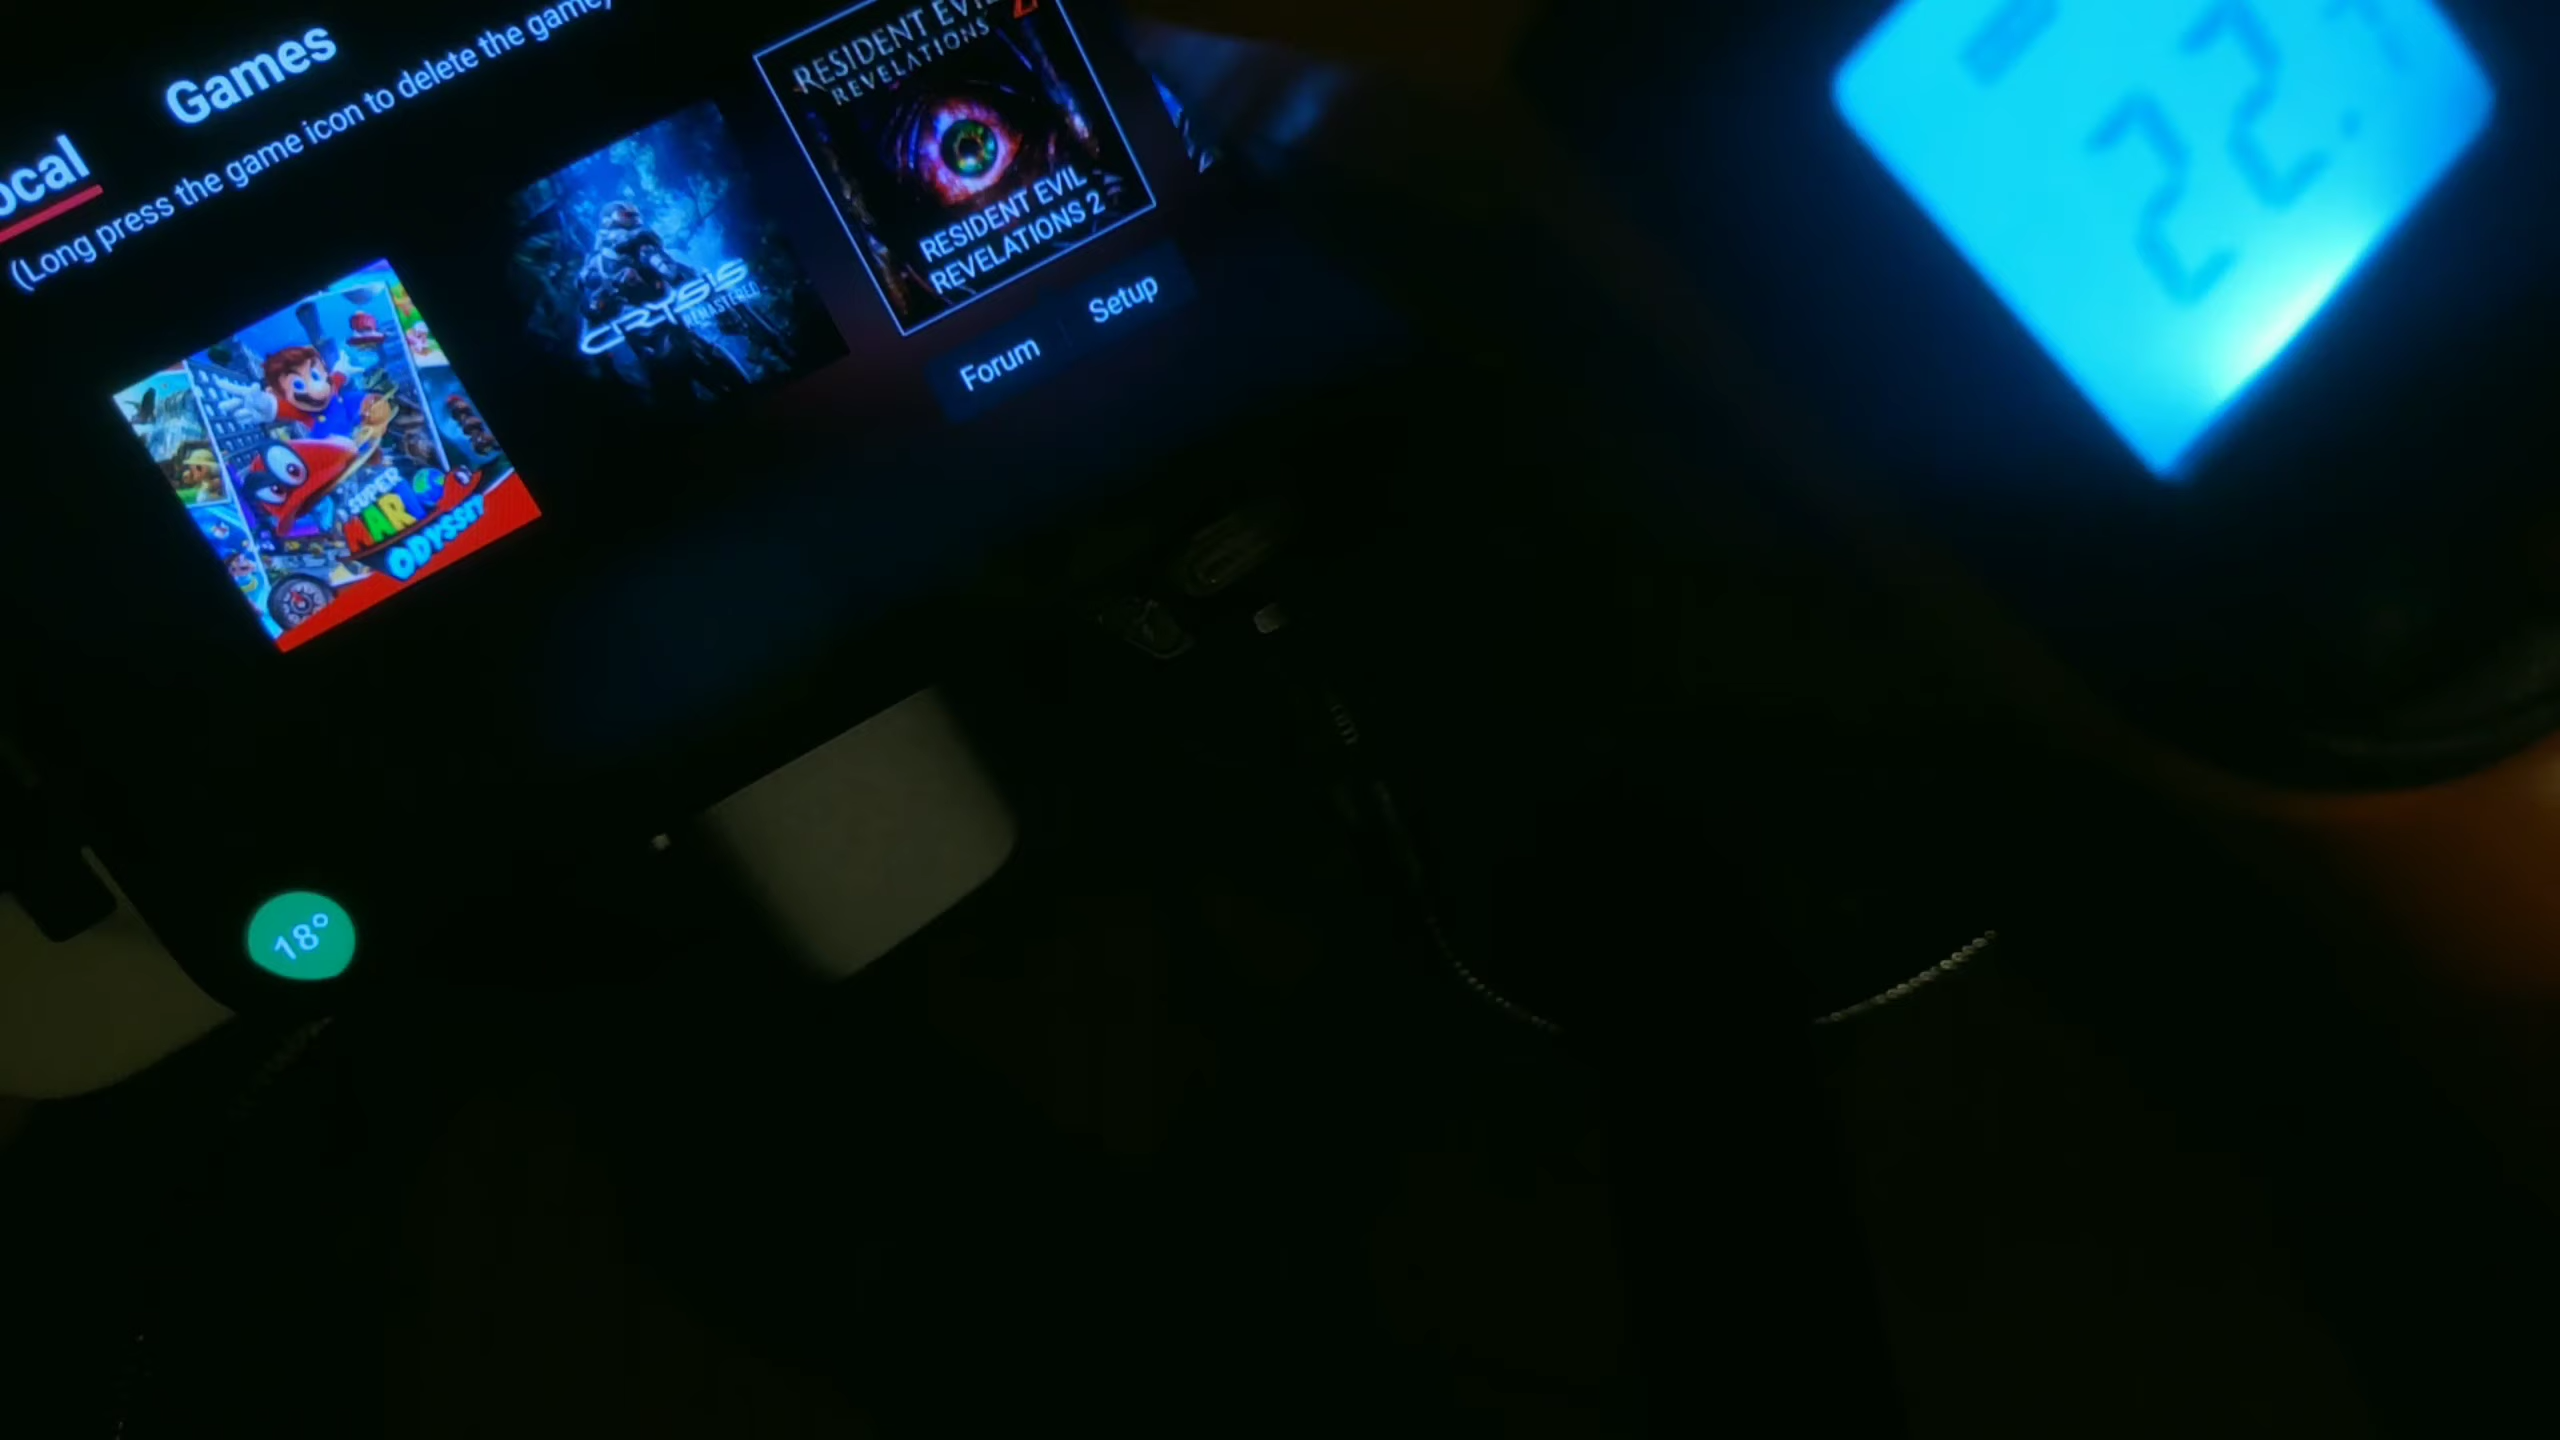 ocal Games
(Long press the game icon to delete the game)
SUPER
MARIO
ODYSSEY
CRYSIS
REMASTERED
RESIDENT EVIL
REVELATIONS 2
RESIDENT EVIL
REVELATIONS 2
Forum Setup
18°
22.